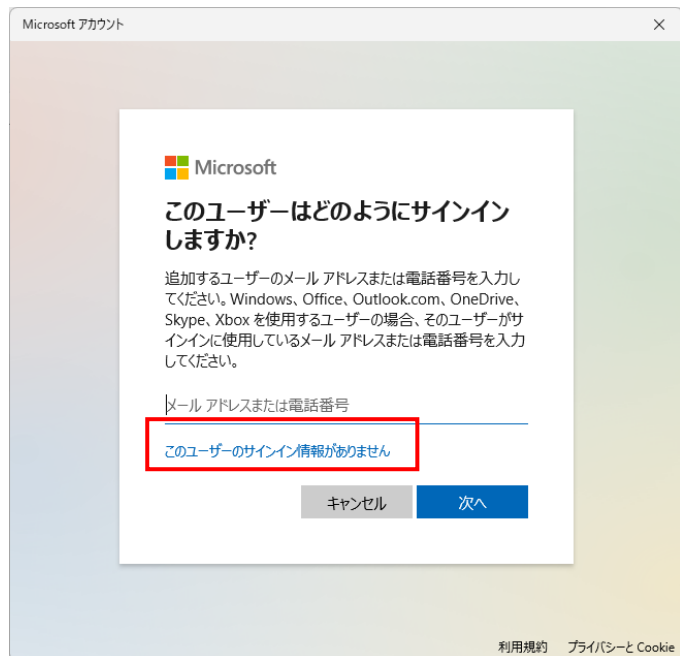 Microsoft アカウント
Microsoft
このユーザーはどのようにサインイン
しますか?
追加するユーザーのメール アドレスまたは電話番号を入力し
てください。Windows、Office、Outlook.com、OneDrive、
Skype、Xbox を使用するユーザーの場合、そのユーザーがサ
インインに使用しているメール アドレスまたは電話番号を入力
してください。
メール アドレスまたは電話番号
このユーザーのサインイン情報がありません
キャンセル 次へ
利用規約 プライバシーと Cookie